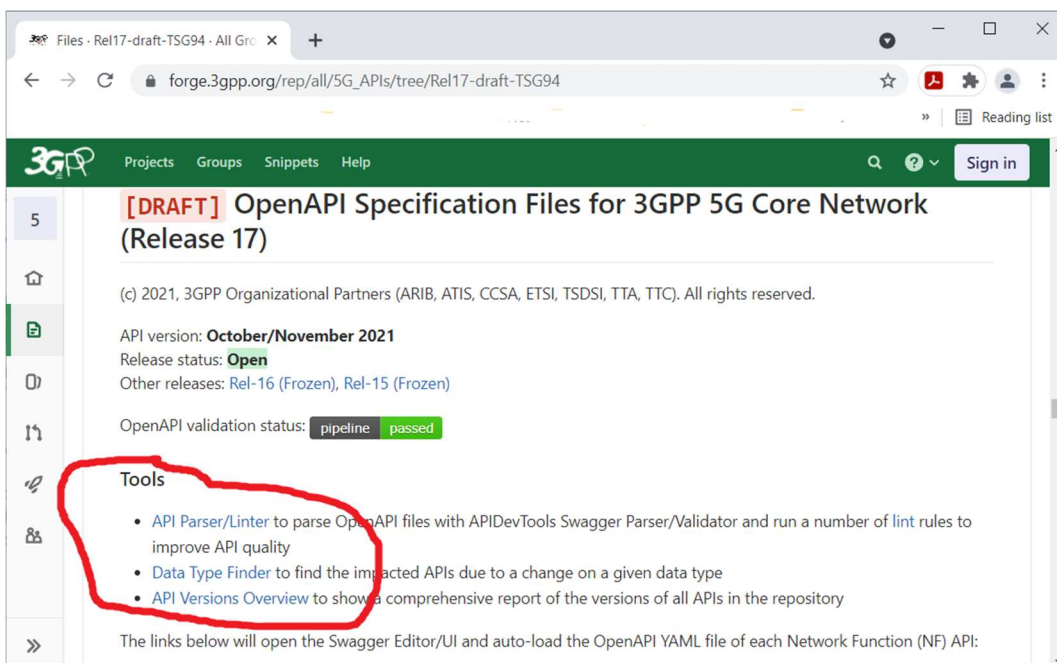 Files · Rel17-draft-TSG94 · All Gro
forge.3gpp.org/rep/all/5G_APIs/tree/Rel17-draft-TSG94
» Reading list
3GPP Projects Groups Snippets Help Sign in
5
[DRAFT] OpenAPI Specification Files for 3GPP 5G Core Network
(Release 17)
(c) 2021, 3GPP Organizational Partners (ARIB, ATIS, CCSA, ETSI, TSDSI, TTA, TTC). All rights reserved.
API version: October/November 2021
Release status: Open
Other releases: Rel-16 (Frozen), Rel-15 (Frozen)
OpenAPI validation status: pipeline passed
Tools
• API Parser/Linter to parse OpenAPI files with APIDevTools Swagger Parser/Validator and run a number of lint rules to
improve API quality
• Data Type Finder to find the impacted APIs due to a change on a given data type
• API Versions Overview to show a comprehensive report of the versions of all APIs in the repository
The links below will open the Swagger Editor/UI and auto-load the OpenAPI YAML file of each Network Function (NF) API: